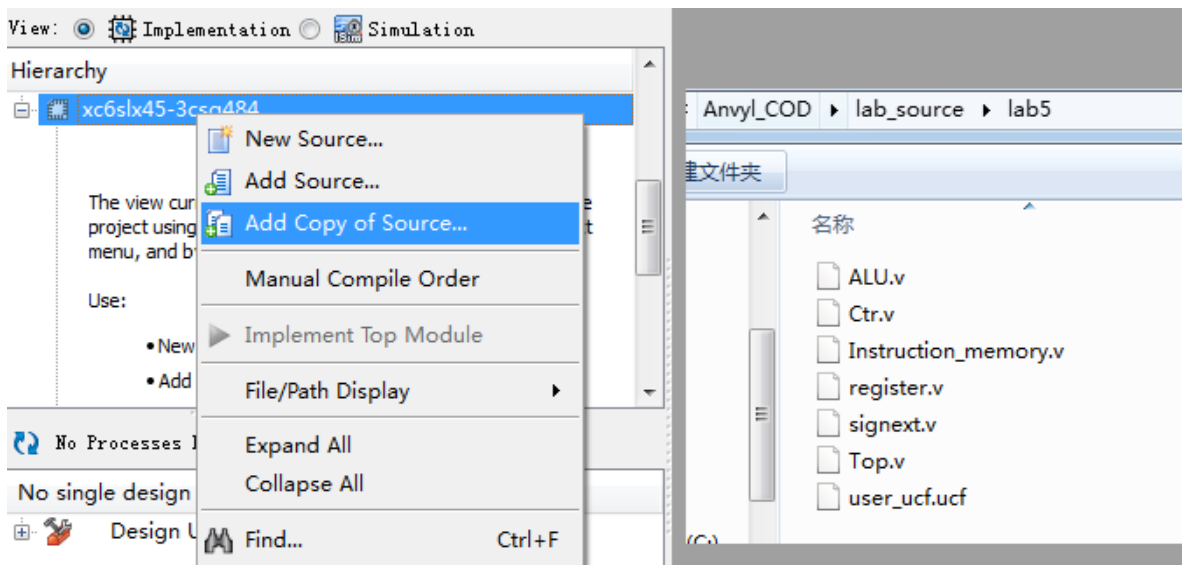 View: Implementation Simulation
Hierarchy
xc6slx45-3csg484
New Source...
Add Source...
The view cur
project using
Add Copy of Source...
menu, and b
Manual Compile Order
Use:
•New
Implement Top Module
•Add
File/Path Display
No Processes
Expand All
Collapse All
No single design
Design U
Find... Ctrl+F
Anvyl_COD lab_source lab5
建文件夹
名称
ALU.v
Ctr.v
Instruction_memory.v
register.v
signext.v
Top.v
user_ucf.ucf